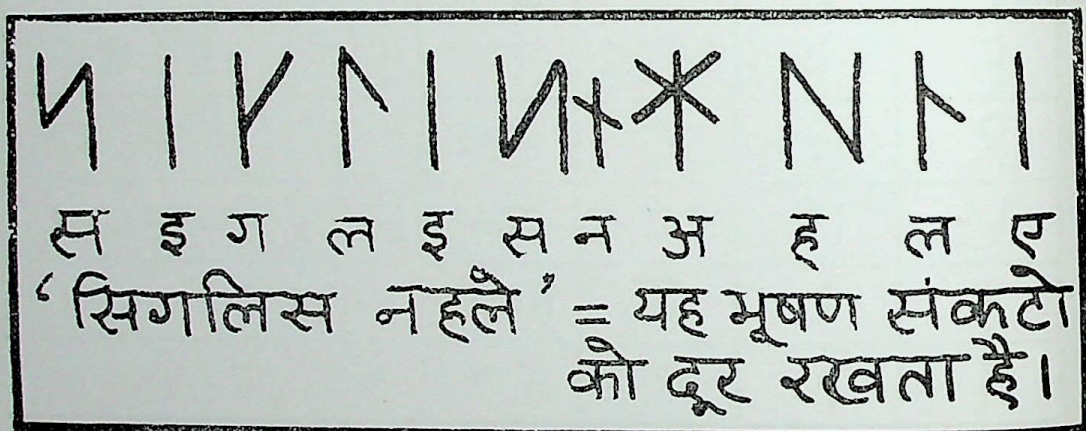 ᛋ ᛁ ᚴ ᛚ ᛁ ᛋ ᚾ ᚼ ᚺ ᛚ ᛁ
स इ ग ल इ स न अ ह ल ए
‘सिगलिस नहले’ = यह भूषण संकटो
को दूर रखता है।